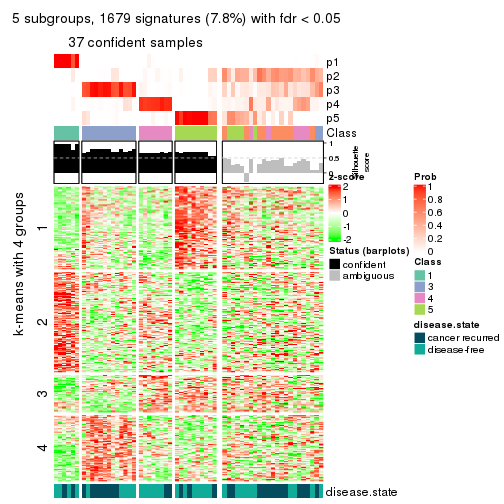 5 subgroups, 1679 signatures (7.8%) with fdr < 0.05
37 confident samples
p1
p2
p3
p4
p5
Class
1
0.5
0
Silhouette
score
k-means with 4 groups
1
2
3
4
z-score
2
1
0
-1
-2
Status (barplots)
confident
ambiguous
Prob
1
0.8
0.6
0.4
0.2
0
Class
1
3
4
5
disease.state
cancer recurred
disease-free
disease.state